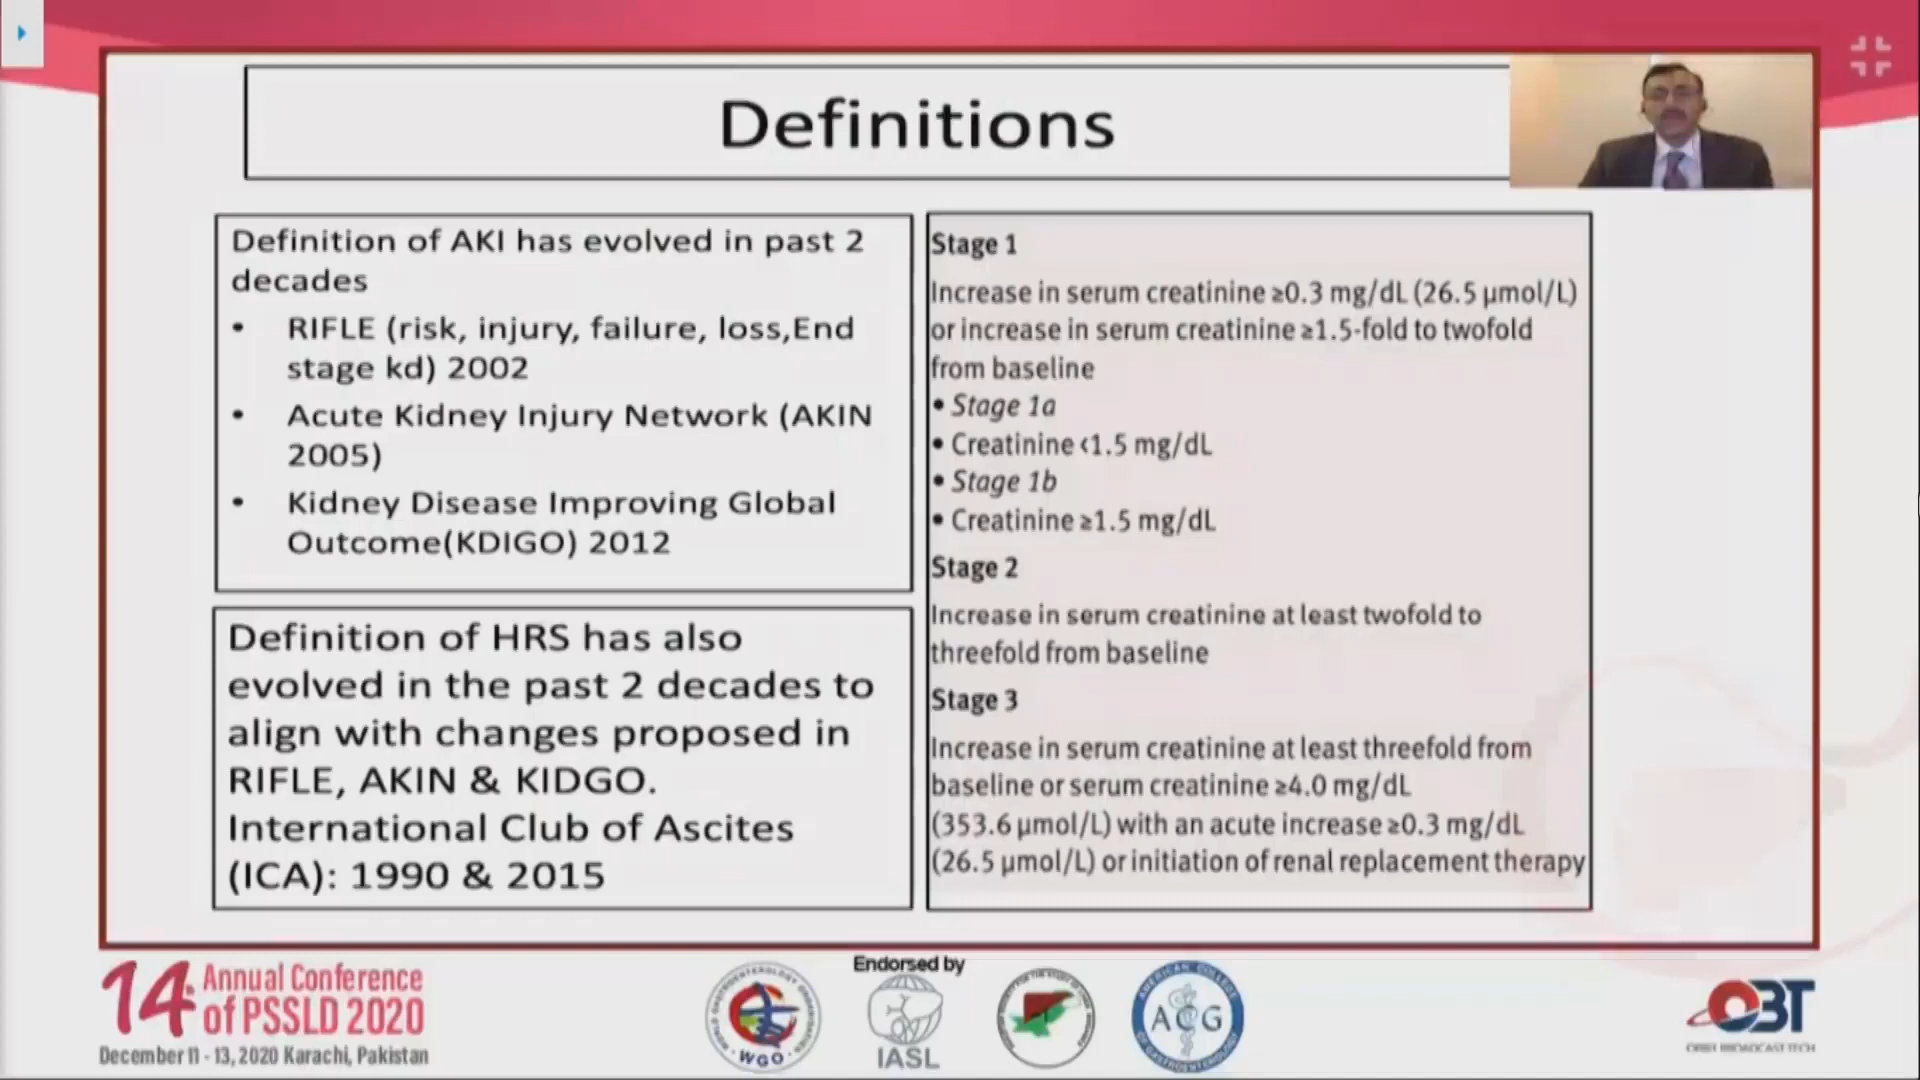 Definitions
Definition of AKI has evolved in past 2
decades
• RIFLE (risk, injury, failure, loss,End
stage kd) 2002
• Acute Kidney Injury Network (AKIN
2005)
• Kidney Disease Improving Global
Outcome(KDIGO) 2012
Definition of HRS has also
evolved in the past 2 decades to
align with changes proposed in
RIFLE, AKIN & KIDGO.
International Club of Ascites
(ICA): 1990 & 2015
Stage 1
Increase in serum creatinine ≥0.3 mg/dL (26.5 µmol/L)
or increase in serum creatinine ≥1.5-fold to twofold
from baseline
• Stage 1a
• Creatinine <1.5 mg/dL
• Stage 1b
• Creatinine ≥1.5 mg/dL
Stage 2
Increase in serum creatinine at least twofold to
threefold from baseline
Stage 3
Increase in serum creatinine at least threefold from
baseline or serum creatinine ≥4.0 mg/dL
(353.6 µmol/L) with an acute increase ≥0.3 mg/dL
(26.5 µmol/L) or initiation of renal replacement therapy
14th Annual Conference
of PSSLD 2020
December 11 - 13, 2020 Karachi, Pakistan
Endorsed by
WGO
IASL
AMERICAN COLLEGE
ACG
OF GASTROENTEROLOGY
OBT